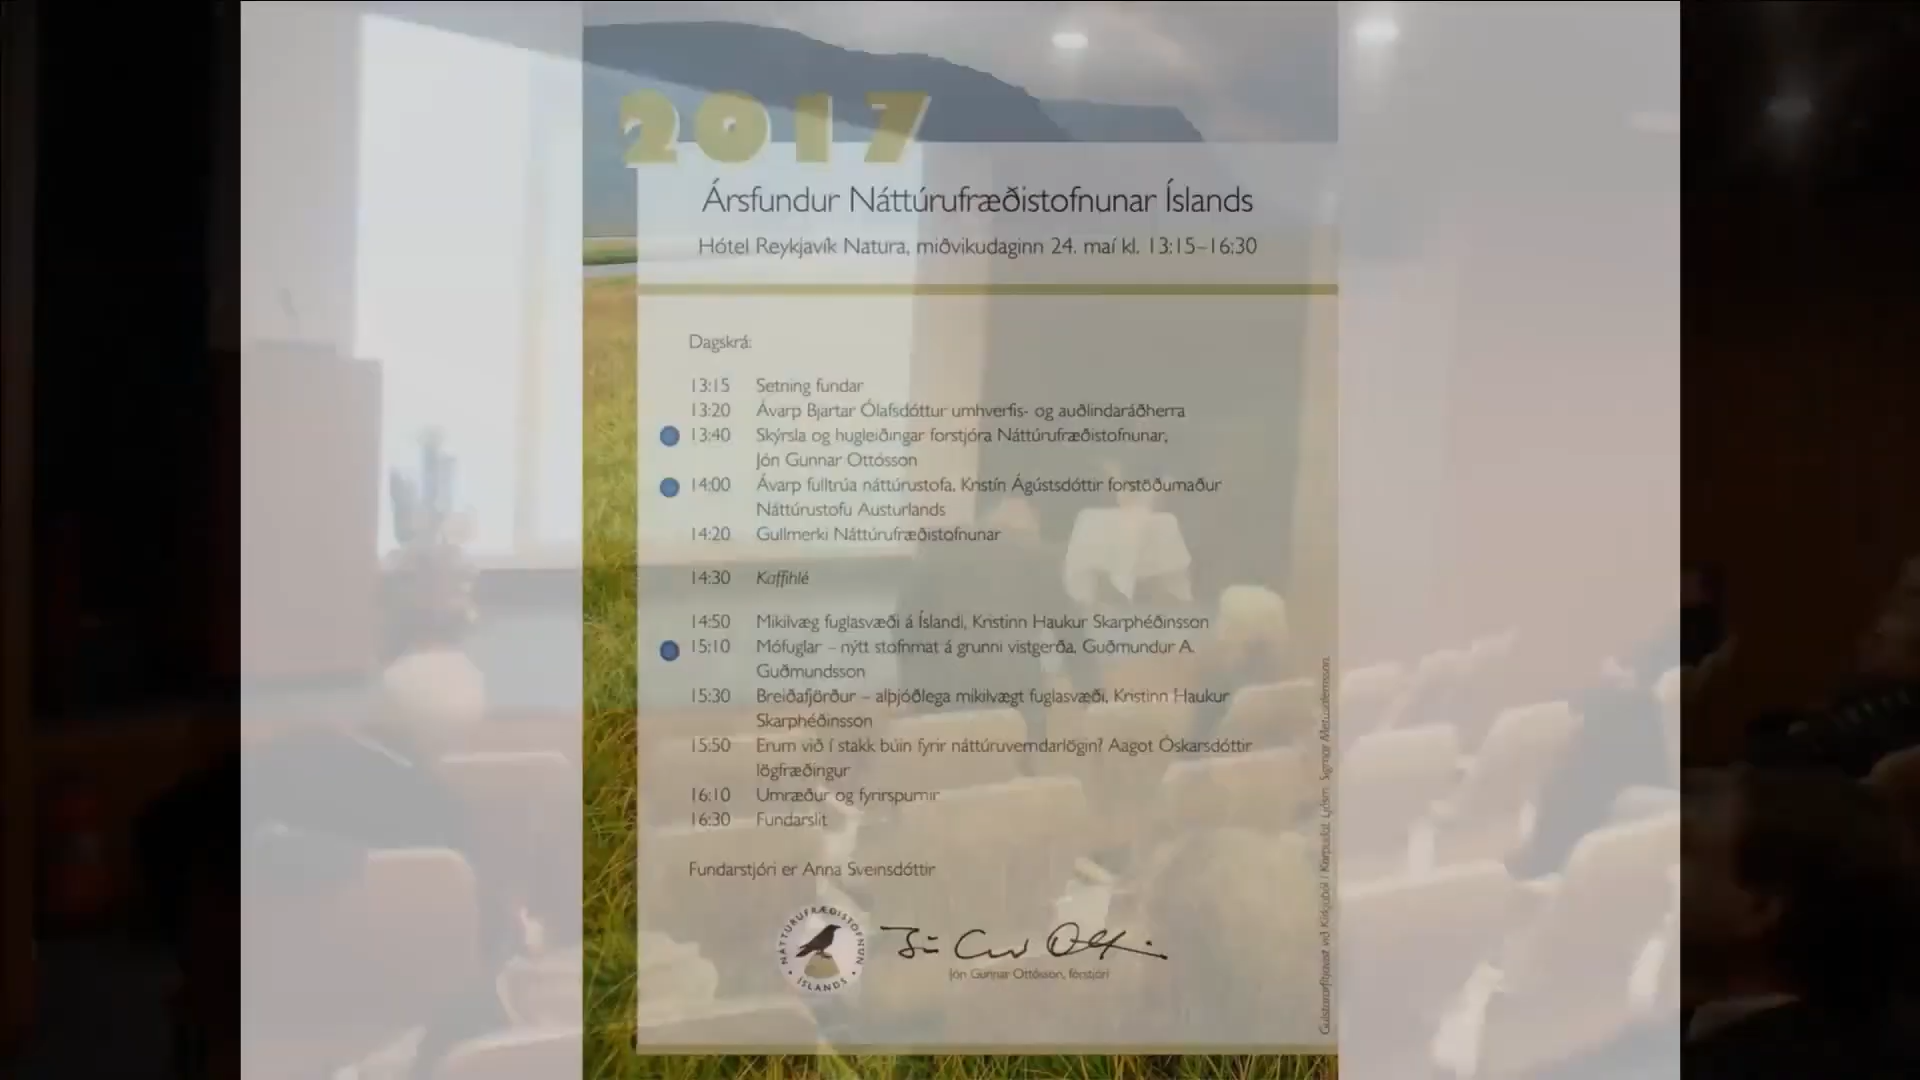 2017
Ársfundur Náttúrufræðistofnunar Íslands
Hótel Reykjavík Natura, miðvikudaginn 24. maí kl. 13:15–16:30
Dagskrá:
13:15 Setning fundar
13:20 Ávarp Bjartar Ólafsdóttur umhverfis- og auðlindaráðherra
13:40 Skýrsla og hugleiðingar forstjóra Náttúrufræðistofnunar,
Jón Gunnar Ottósson
14:00 Ávarp fulltrúa náttúrustofa, Kristín Ágústsdóttir forstöðumaður
Náttúrustofu Austurlands
14:20 Gullmerki Náttúrufræðistofnunar
14:30 Kaffihlé
14:50 Mikilvæg fuglasvæði á Íslandi, Kristinn Haukur Skarphéðinsson
15:10 Mófuglar – nýtt stofnmat á grunni vistgerða, Guðmundur A.
Guðmundsson
15:30 Breiðafjörður – alþjóðlega mikilvægt fuglasvæði, Kristinn Haukur
Skarphéðinsson
15:50 Erum við í stakk búin fyrir náttúruverndarlögin? Aagot Óskarsdóttir
lögfræðingur
16:10 Umræður og fyrirspurnir
16:30 Fundarslit
Fundarstjóri er Anna Sveinsdóttir
NÁTTÚRUFRÆÐISTOFNUN
ÍSLANDS
Jón Gunnar Ottósson, forstjóri